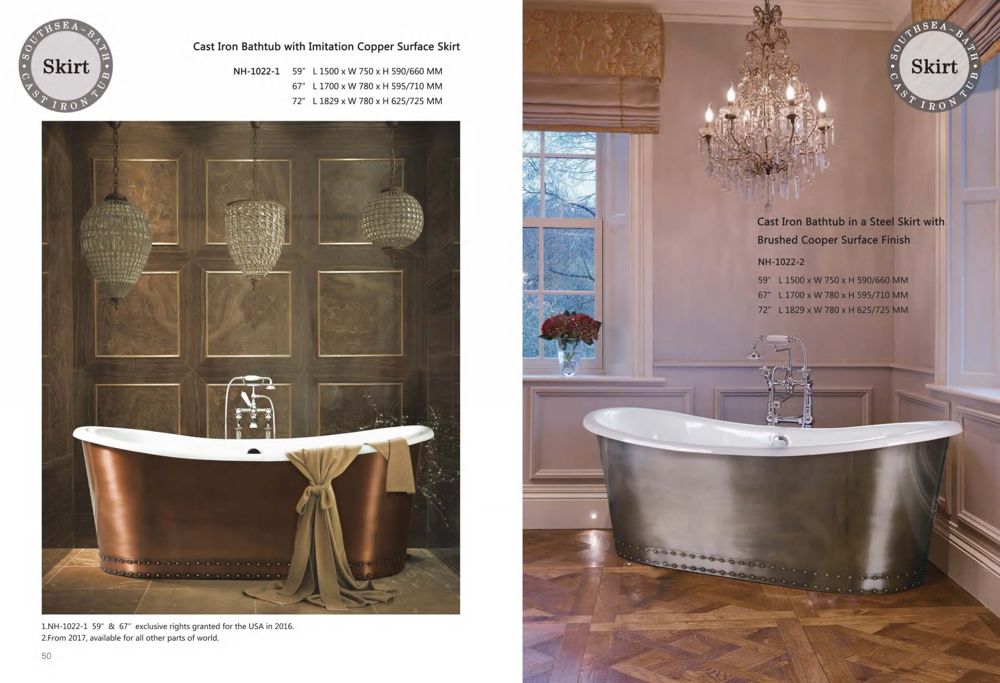 · SOUTHSEA-BATH ·
CAST IRON TUB
Skirt
Cast Iron Bathtub with Imitation Copper Surface Skirt
NH-1022-1 59″ L 1500 x W 750 x H 590/660 MM
67″ L 1700 x W 780 x H 595/710 MM
72″ L 1829 x W 780 x H 625/725 MM
1.NH-1022-1 59″ & 67″ exclusive rights granted for the USA in 2016.
2.From 2017, available for all other parts of world.
50
· SOUTHSEA-BATH ·
CAST IRON TUB
Skirt
Cast Iron Bathtub in a Steel Skirt with
Brushed Cooper Surface Finish
NH-1022-2
59″ L 1500 x W 750 x H 590/660 MM
67″ L 1700 x W 780 x H 595/710 MM
72″ L 1829 x W 780 x H 625/725 MM